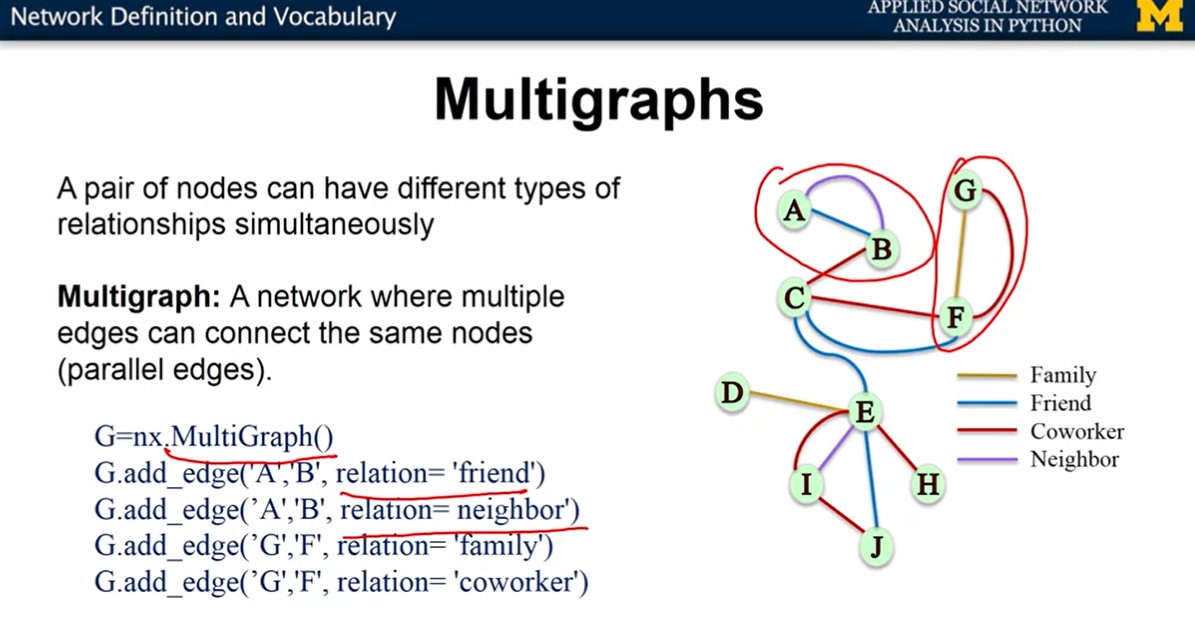 Network Definition and Vocabulary
APPLIED SOCIAL NETWORK
ANALYSIS IN PYTHON
M
Multigraphs
A pair of nodes can have different types of
relationships simultaneously
Multigraph: A network where multiple
edges can connect the same nodes
(parallel edges).
G=nx.MultiGraph()
G.add_edge('A','B', relation= 'friend')
G.add_edge(’A','B', relation= neighbor')
G.add_edge(’G','F', relation= 'family')
G.add_edge(’G','F', relation= 'coworker')
A
B
G
C
F
D
E
I
H
J
Family
Friend
Coworker
Neighbor